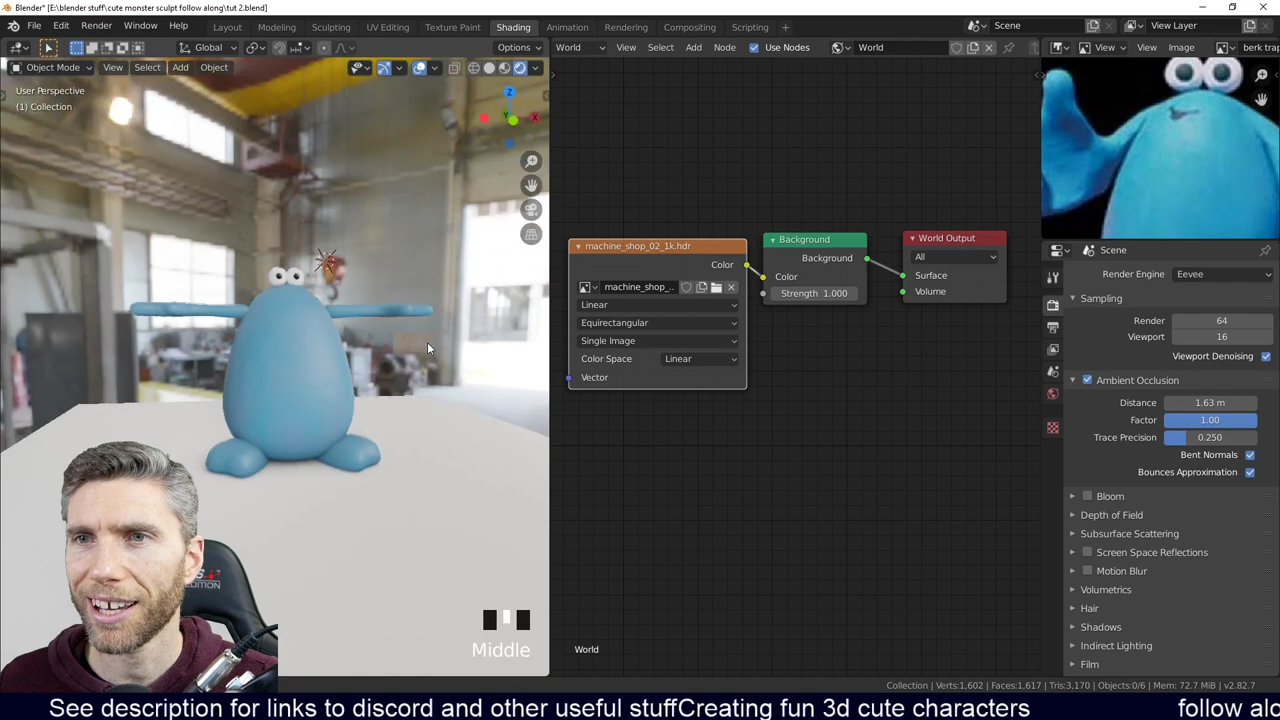 Blender* [E:\blender stuff\cute monster sculpt follow along\tut 2.blend]
File Edit Render Window Help Layout Modeling Sculpting UV Editing Texture Paint Shading Animation Rendering Compositing Scripting Scene View Layer
Global Options World View Select Add Node Use Nodes World View View Image berk trap
Object Mode View Select Add Object
User Perspective
(1) Collection
Z
Y
X
machine_shop_02_1k.hdr
Color
machine_shop_..
Linear
Equirectangular
Single Image
Color Space Linear
Vector
Background
Background
Color
Strength 1.000
World Output
All
Surface
Volume
Scene
Render Engine Eevee
Sampling
Render 64
Viewport 16
Viewport Denoising
Ambient Occlusion
Distance 1.63 m
Factor 1.00
Trace Precision 0.250
Bent Normals
Bounces Approximation
Bloom
Depth of Field
Subsurface Scattering
Screen Space Reflections
Motion Blur
Volumetrics
Hair
Shadows
Indirect Lighting
Film
EDITION
Middle
World
Collection | Verts:1,602 | Faces:1,617 | Tris:3,170 | Objects:0/6 | Mem: 72.7 MiB | v2.82.7
See description for links to discord and other useful stuffCreating fun 3d cute characters follow alo